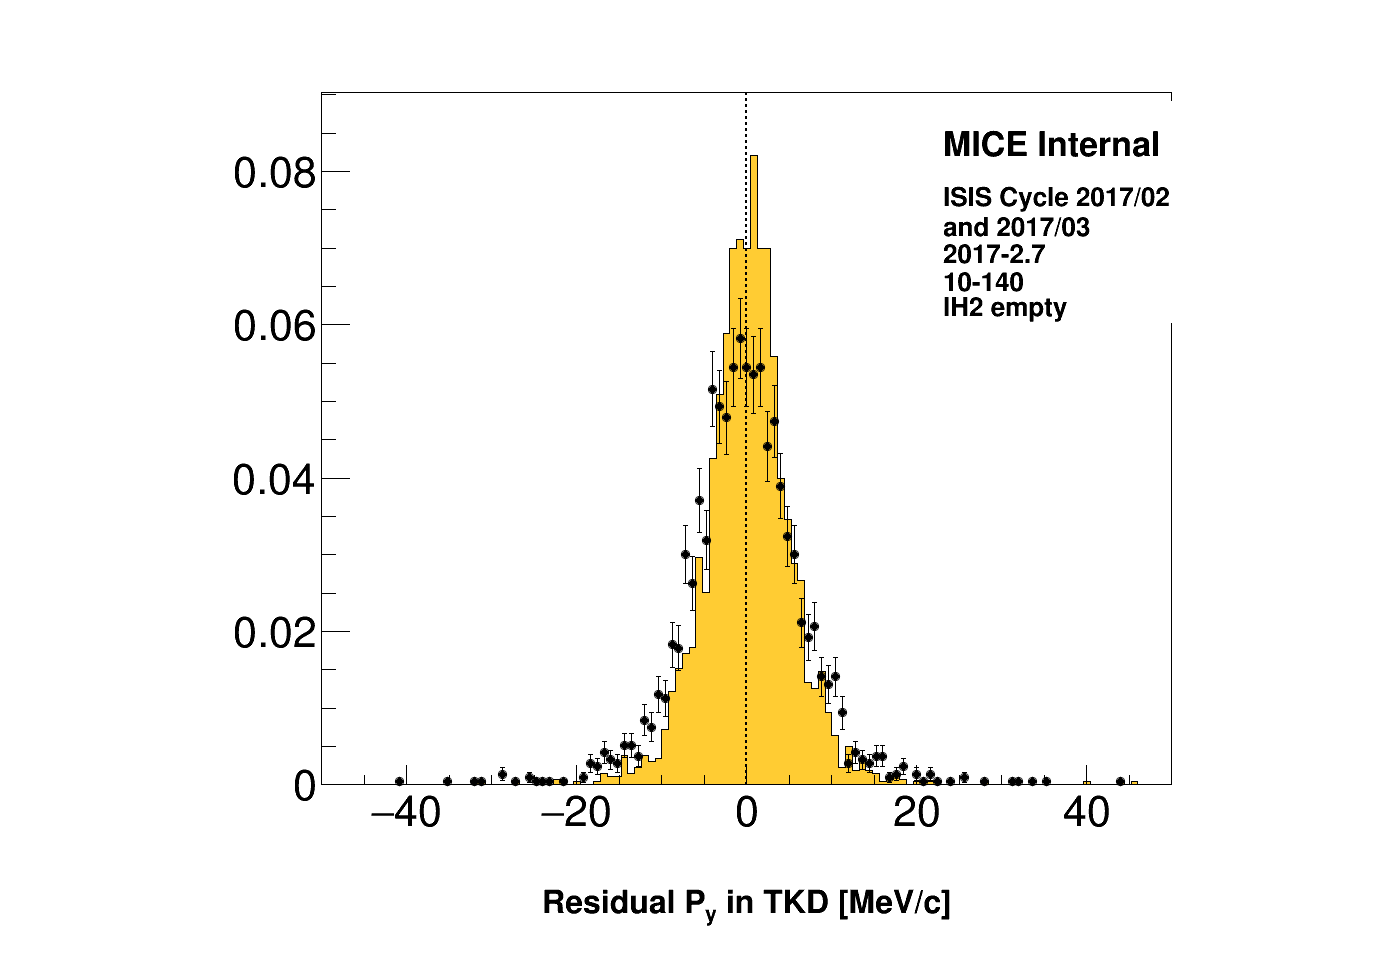 MICE Internal
ISIS Cycle 2017/02
and 2017/03
2017-2.7
10-140
lH2 empty
0.08
0.06
0.04
0.02
0
−40 −20 0 20 40
Residual Py in TKD [MeV/c]